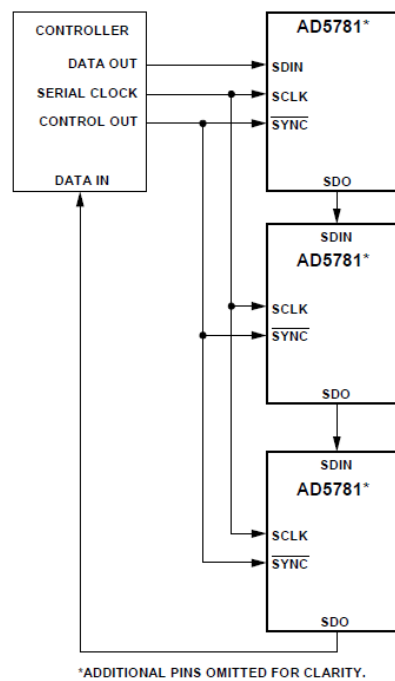 CONTROLLER
DATA OUT
SERIAL CLOCK
CONTROL OUT
DATA IN
AD5781*
SDIN
SCLK
SYNC
SDO
SDIN
AD5781*
SCLK
SYNC
SDO
SDIN
AD5781*
SCLK
SYNC
SDO
*ADDITIONAL PINS OMITTED FOR CLARITY.